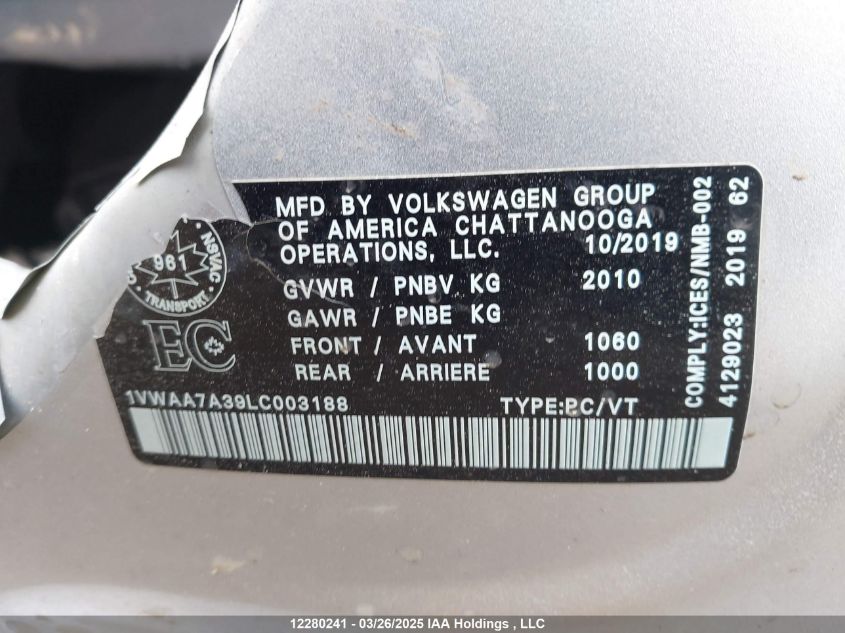 MFD BY VOLKSWAGEN GROUP
OF AMERICA CHATTANOOGA
OPERATIONS, LLC. 10/2019
GVWR / PNBV KG 2010
GAWR / PNBE KG
FRONT / AVANT 1060
REAR / ARRIERE 1000
1VWAA7A39LC003188 TYPE:PC/VT
961
NSVAC
TRANSPORT
EC
COMPLY:ICES/NMB-002
4129023 2019 62
12280241 - 03/26/2025 IAA Holdings , LLC